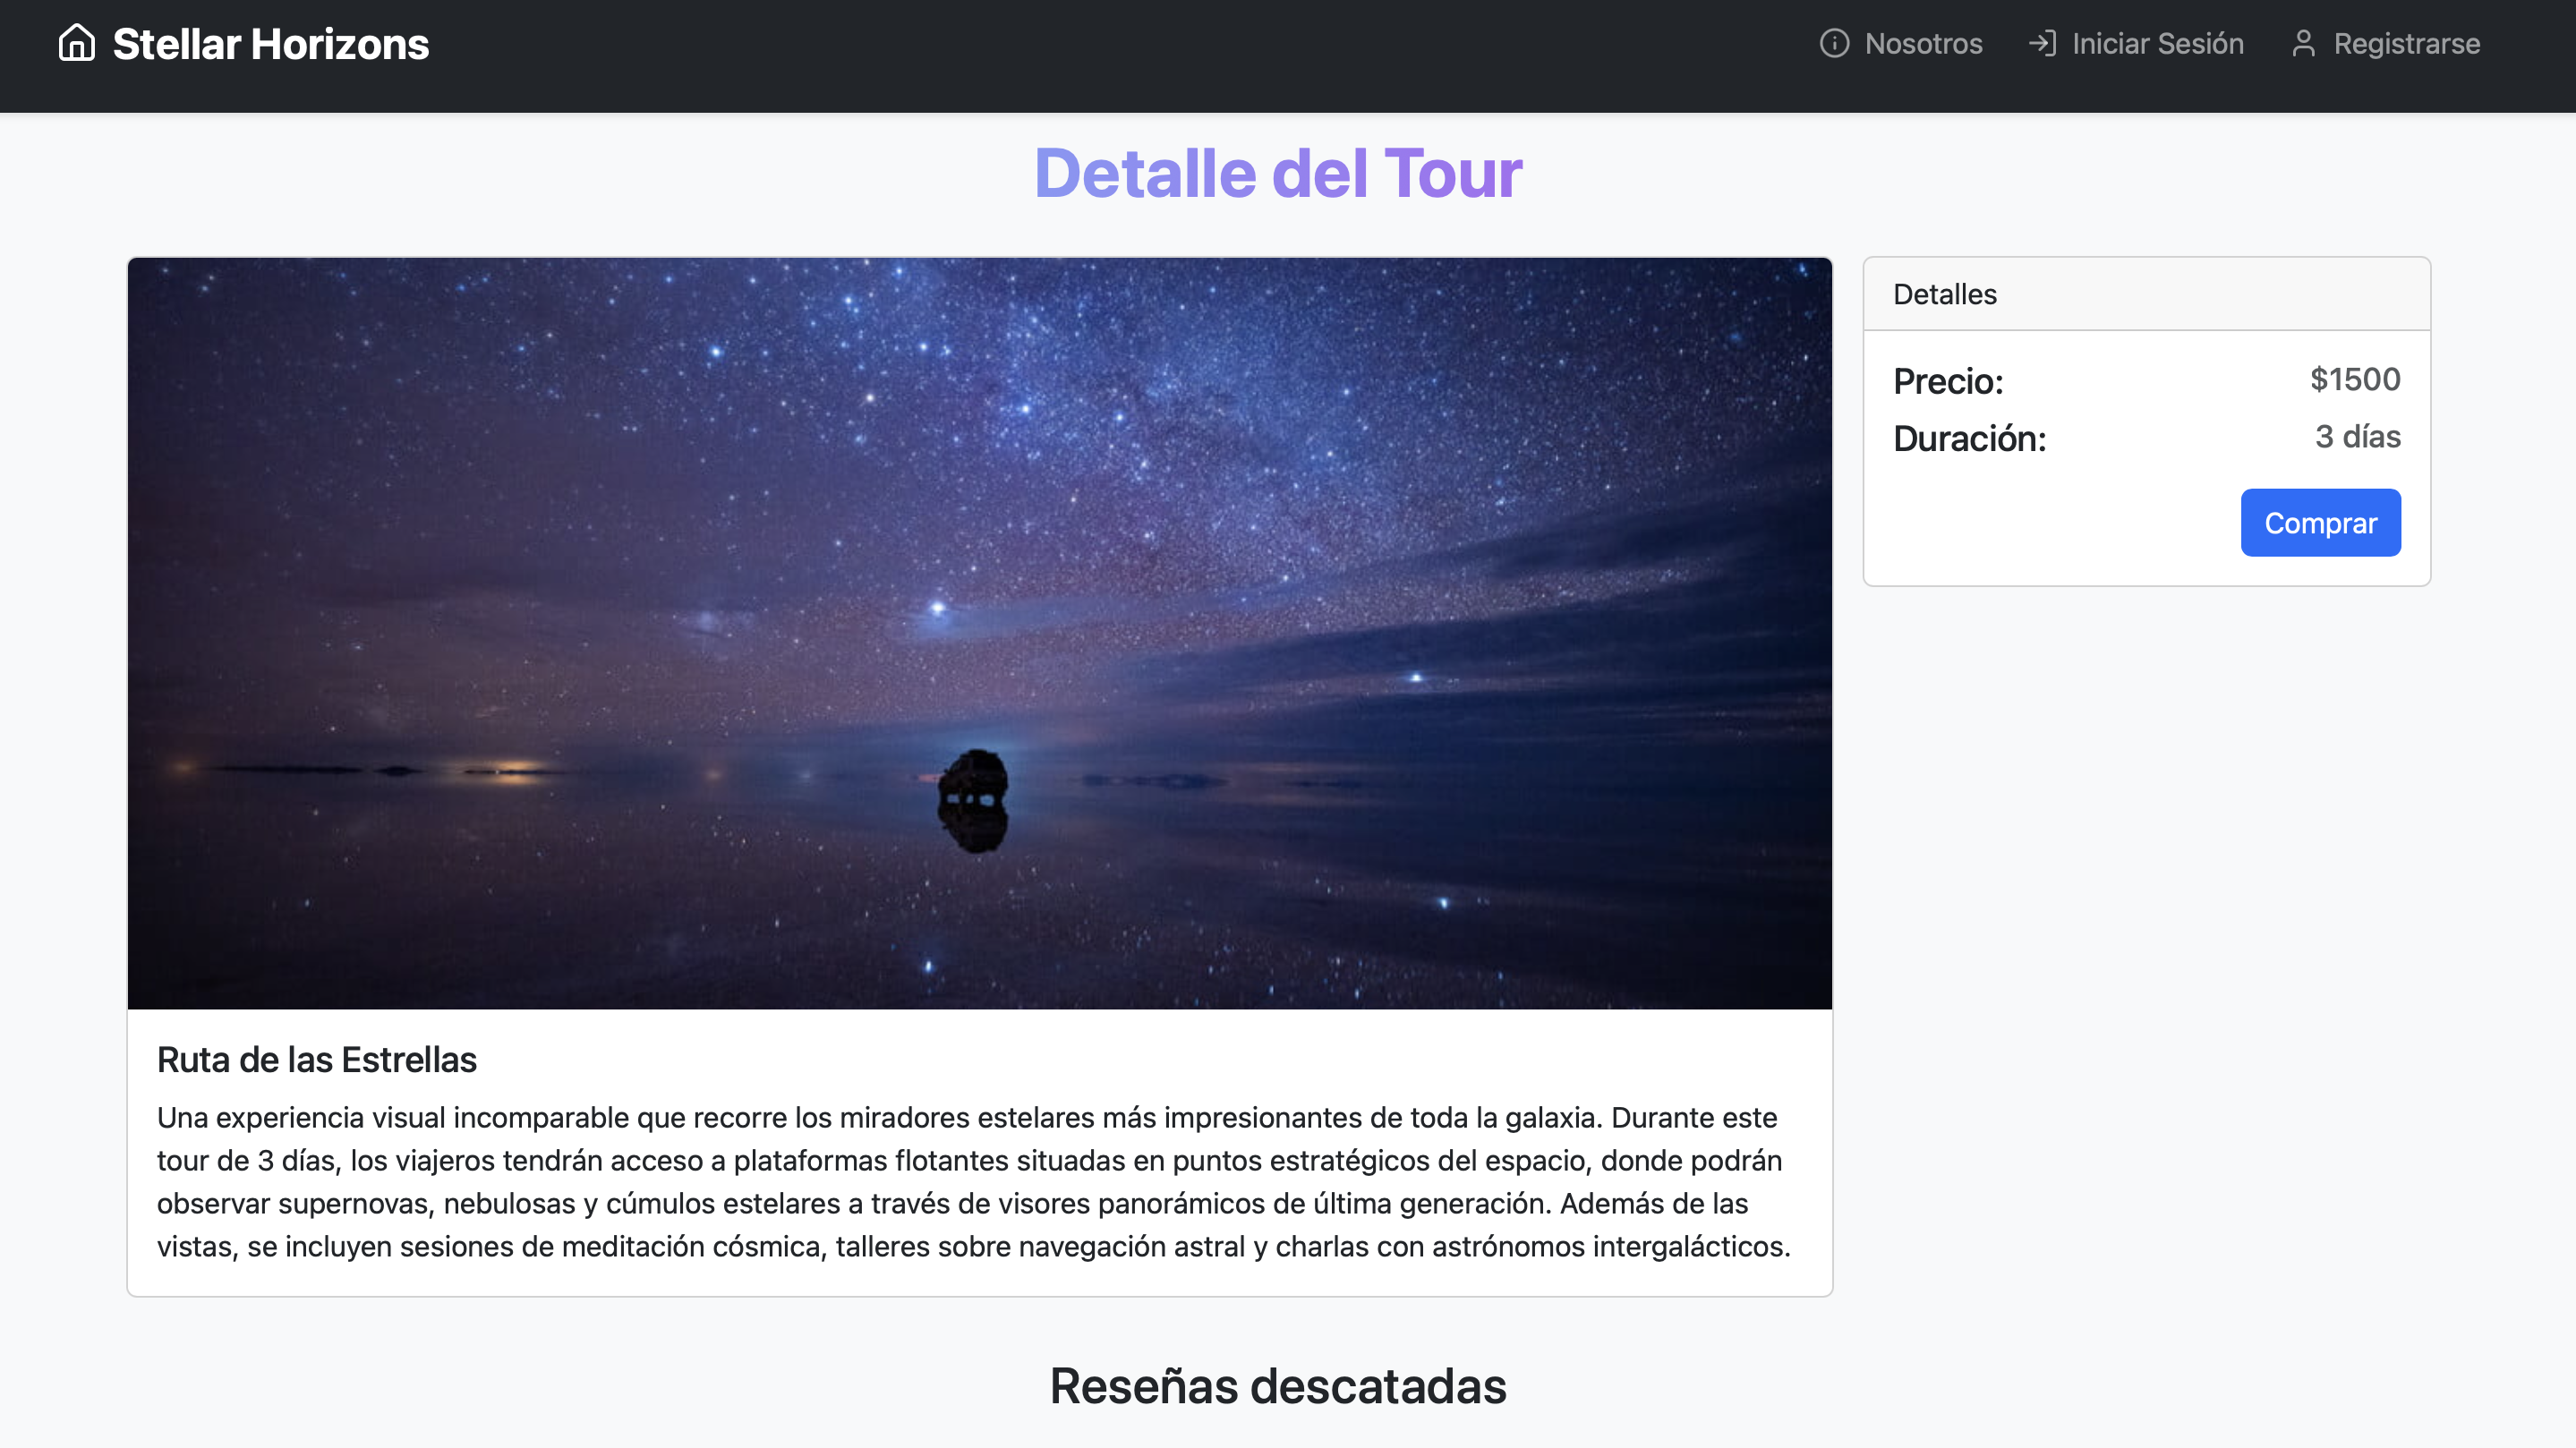 Stellar Horizons
Nosotros
Iniciar Sesión
Registrarse
Detalle del Tour
Detalles
Precio:
$1500
Duración:
3 días
Comprar
Ruta de las Estrellas
Una experiencia visual incomparable que recorre los miradores estelares más impresionantes de toda la galaxia. Durante este
tour de 3 días, los viajeros tendrán acceso a plataformas flotantes situadas en puntos estratégicos del espacio, donde podrán
observar supernovas, nebulosas y cúmulos estelares a través de visores panorámicos de última generación. Además de las
vistas, se incluyen sesiones de meditación cósmica, talleres sobre navegación astral y charlas con astrónomos intergalácticos.
Reseñas descatadas